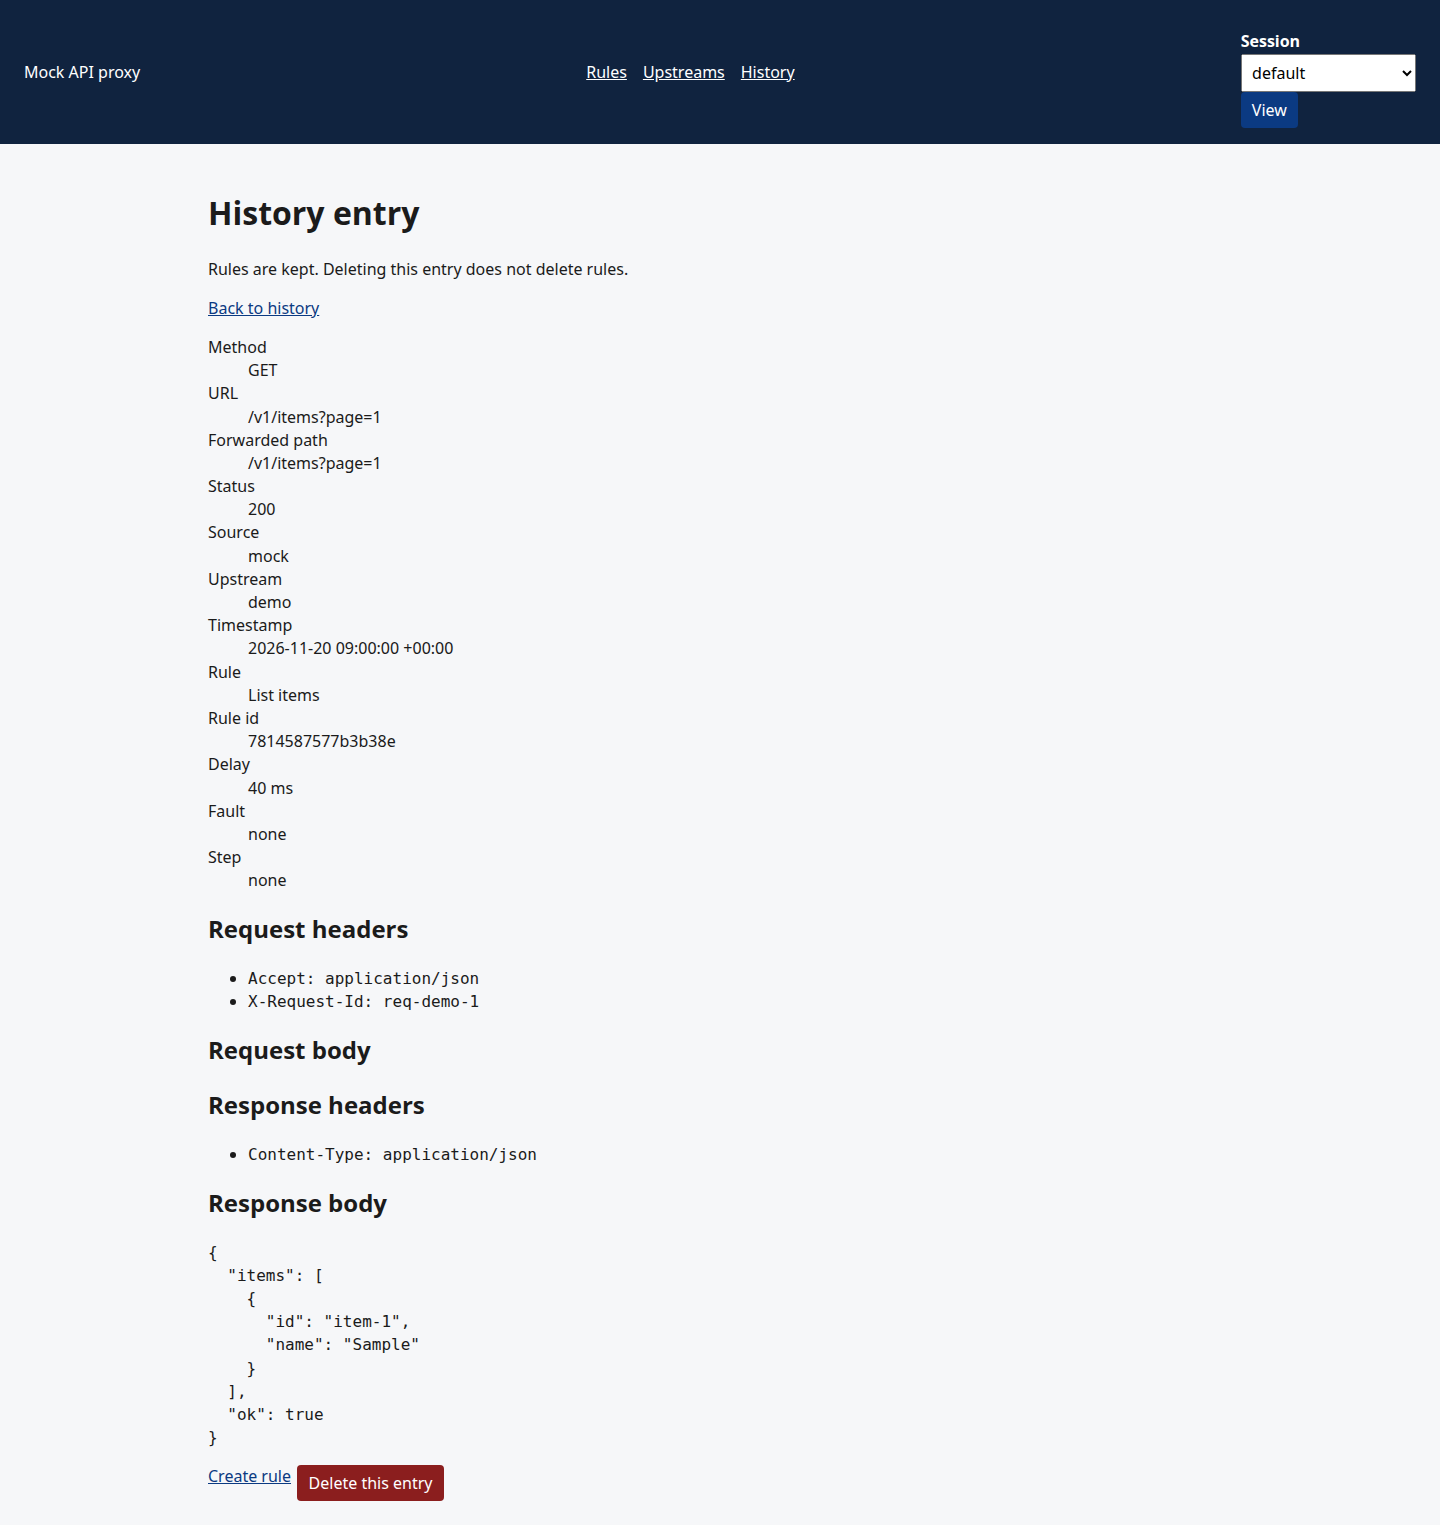 Mock API proxy
Rules Upstreams History
Session
default
View
History entry
Rules are kept. Deleting this entry does not delete rules.
Back to history
Method
GET
URL
/v1/items?page=1
Forwarded path
/v1/items?page=1
Status
200
Source
mock
Upstream
demo
Timestamp
2026-11-20 09:00:00 +00:00
Rule
List items
Rule id
7814587577b3b38e
Delay
40 ms
Fault
none
Step
none
Request headers
Accept: application/json
X-Request-Id: req-demo-1
Request body
Response headers
Content-Type: application/json
Response body
{
  "items": [
    {
      "id": "item-1",
      "name": "Sample"
    }
  ],
  "ok": true
}
Create rule Delete this entry